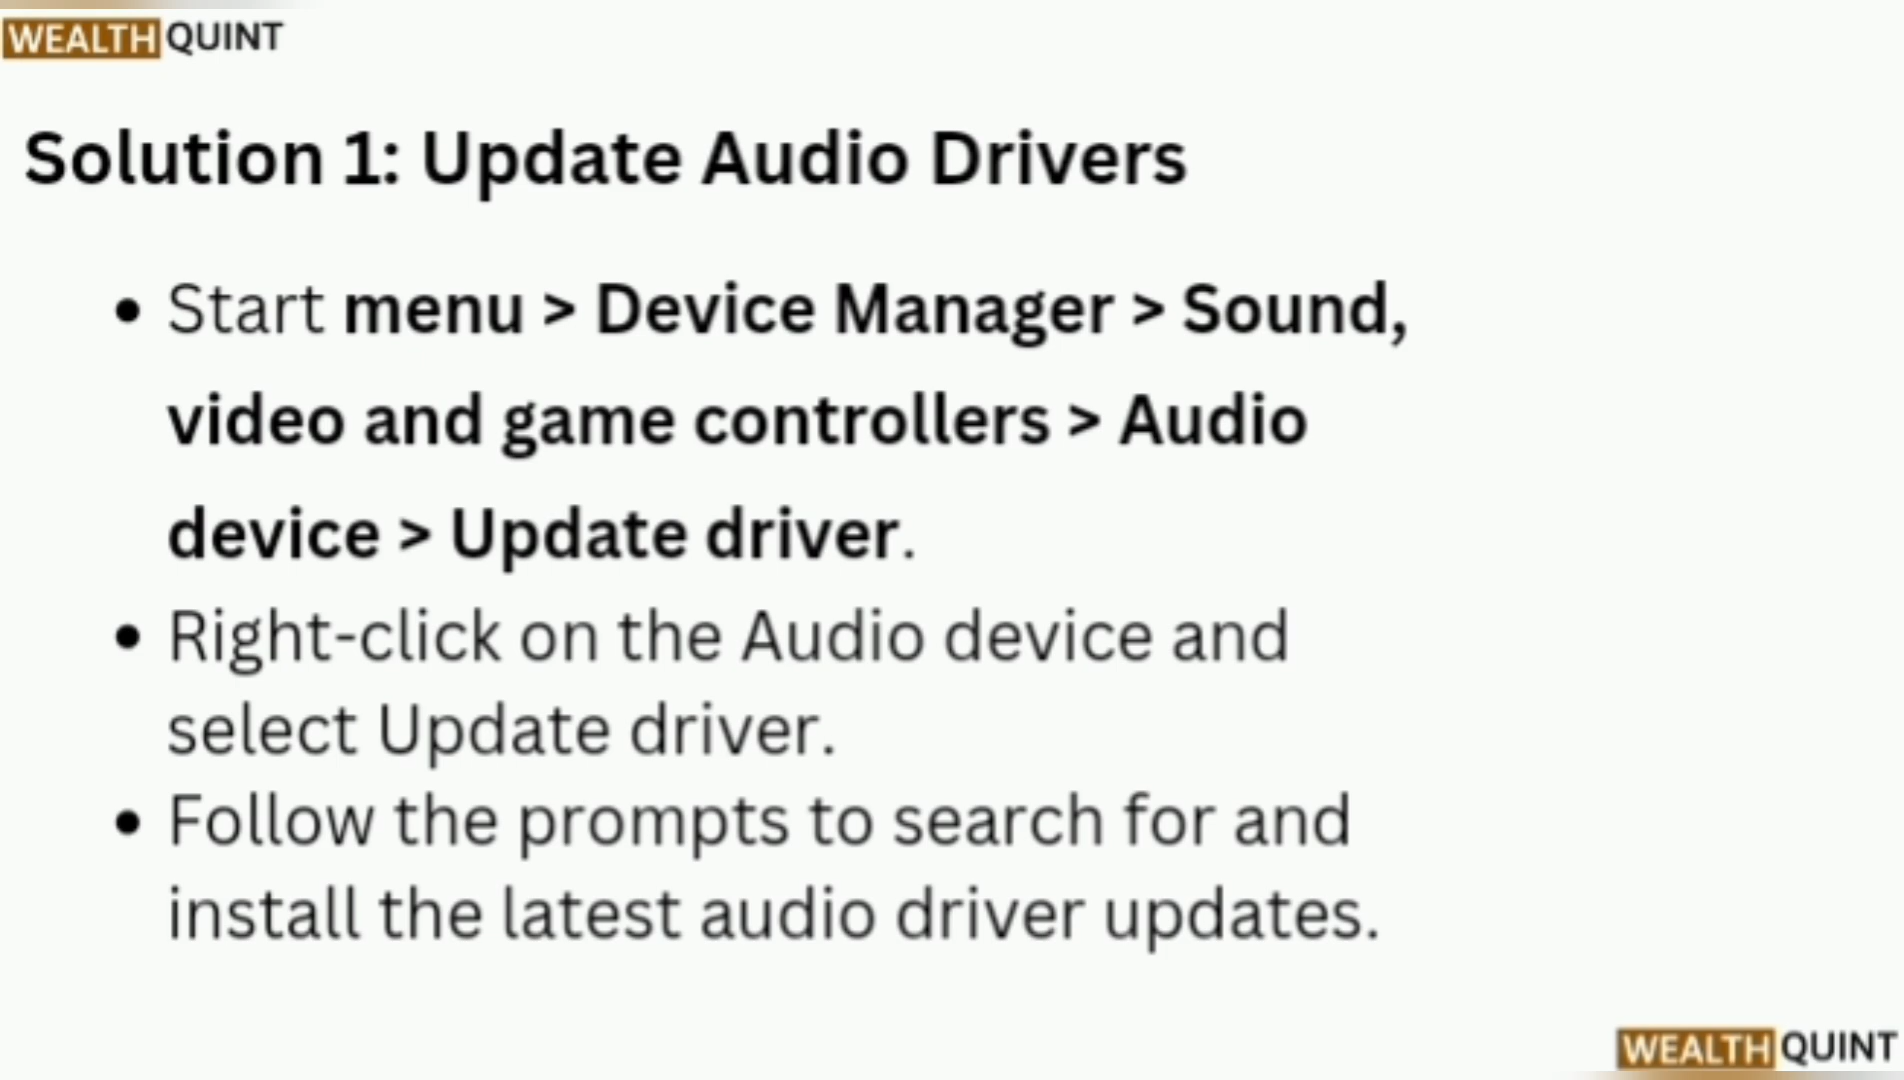 WEALTH QUINT
Solution 1: Update Audio Drivers
• Start menu > Device Manager > Sound,
video and game controllers > Audio
device > Update driver.
• Right-click on the Audio device and
select Update driver.
• Follow the prompts to search for and
install the latest audio driver updates.
WEALTH QUINT